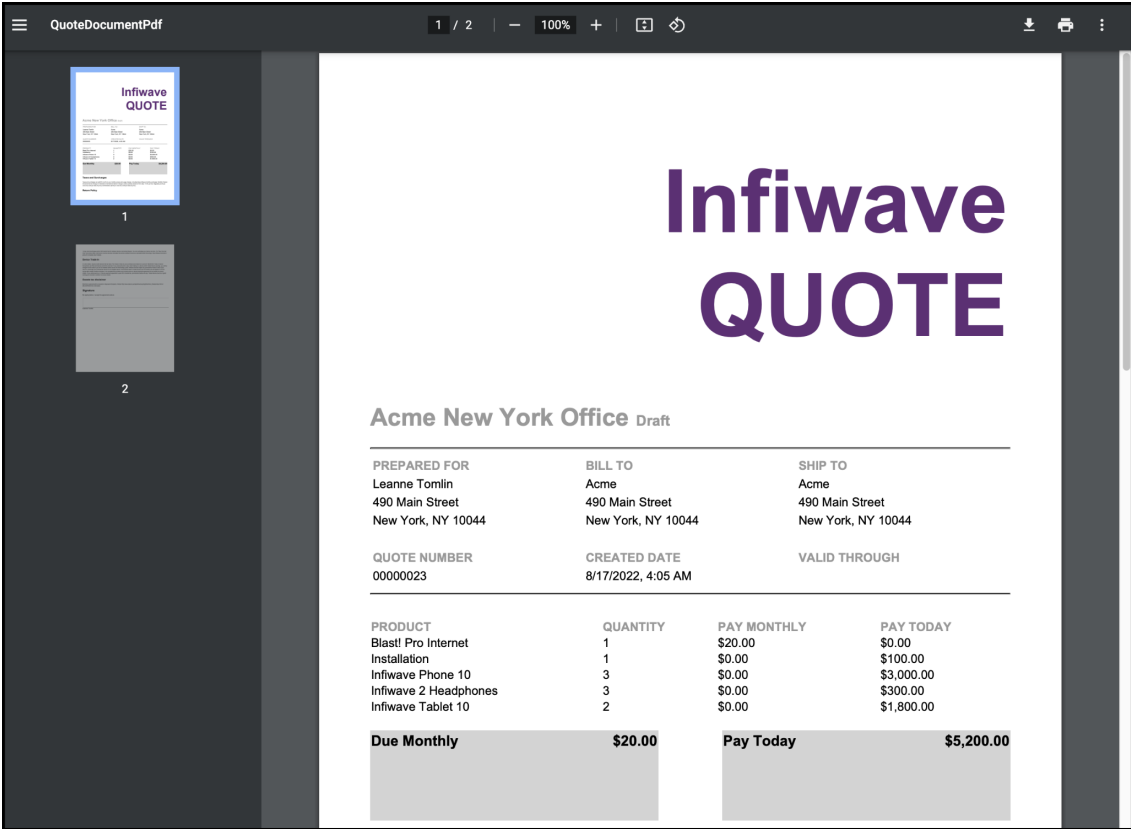 QuoteDocumentPdf
1 / 2
100%
Infiwave
QUOTE
1
2
Infiwave
QUOTE
Acme New York Office Draft
PREPARED FOR BILL TO SHIP TO
Leanne Tomlin Acme Acme
490 Main Street 490 Main Street 490 Main Street
New York, NY 10044 New York, NY 10044 New York, NY 10044
QUOTE NUMBER CREATED DATE VALID THROUGH
00000023 8/17/2022, 4:05 AM
PRODUCT QUANTITY PAY MONTHLY PAY TODAY
Blast! Pro Internet 1 $20.00 $0.00
Installation 1 $0.00 $100.00
Infiwave Phone 10 3 $0.00 $3,000.00
Infiwave 2 Headphones 3 $0.00 $300.00
Infiwave Tablet 10 2 $0.00 $1,800.00
Due Monthly $20.00 Pay Today $5,200.00